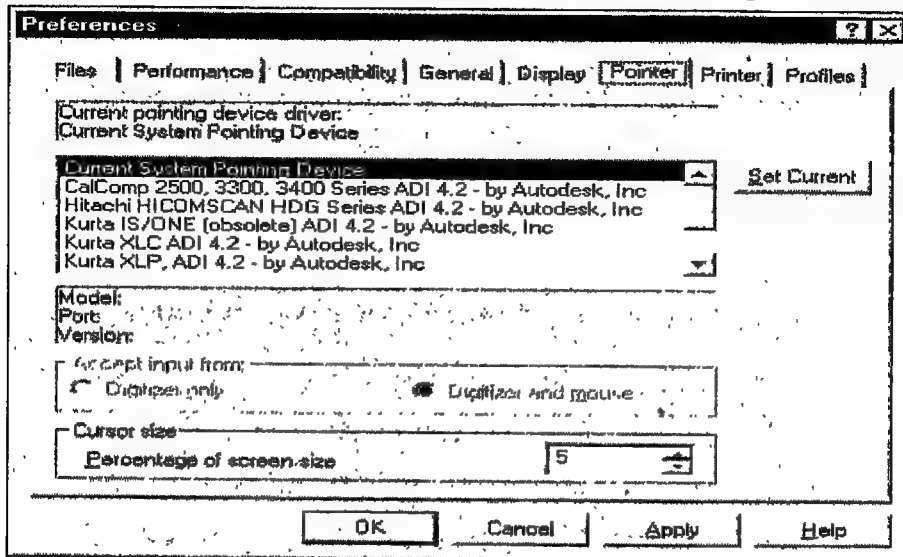 Preferences
? X
Files Performance Compatibility General Display Pointer Printer Profiles
Current pointing device driver:
Current System Pointing Device
Current System Pointing Device
CalComp 2500, 3300, 3400 Series ADI 4.2 - by Autodesk, Inc
Hitachi HICOMSCAN HDG Series ADI 4.2 - by Autodesk, Inc
Kurta IS/ONE (obsolete) ADI 4.2 - by Autodesk, Inc
Kurta XLC ADI 4.2 - by Autodesk, Inc
Kurta XLP, ADI 4.2 - by Autodesk, Inc
Set Current
Model:
Port:
Version:
Accept input from:
Digitizer only Digitizer and mouse
Cursor size
Percentage of screen size 5
OK Cancel Apply Help